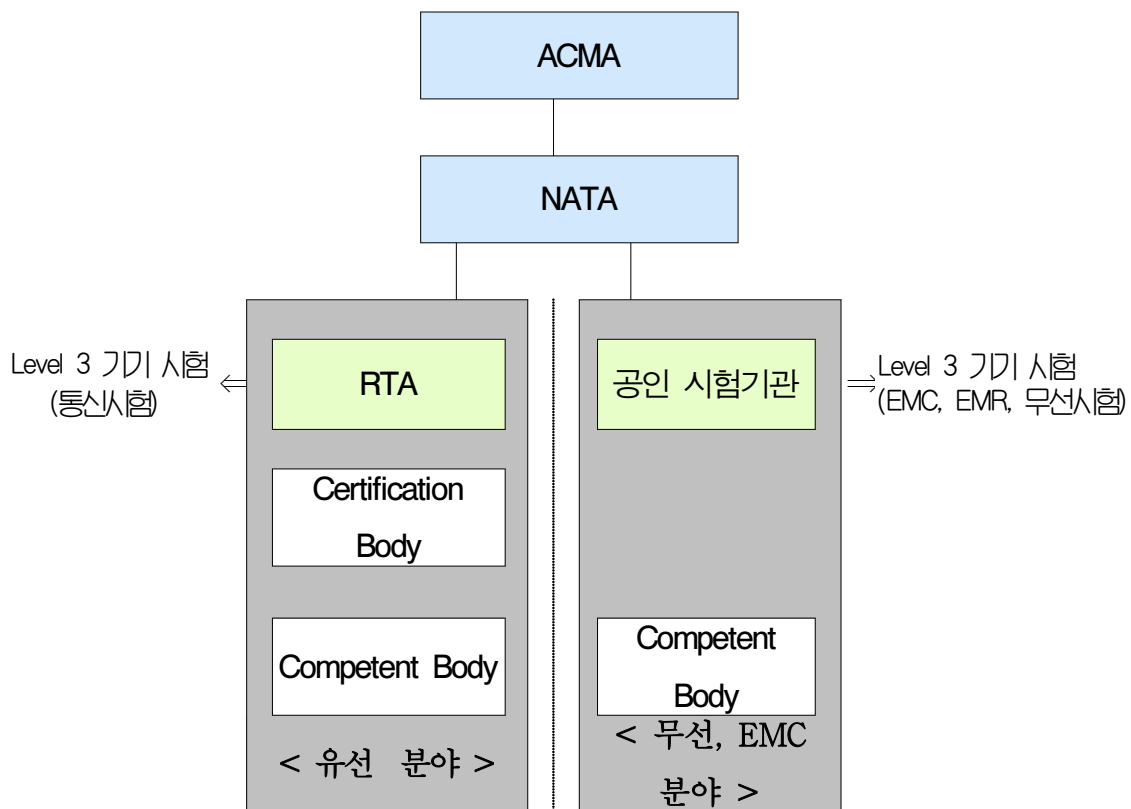 ACMA
NATA
Level 3 기기 시험
(통신시험)
RTA
Certification
Body
Competent Body
< 유선 분야 >
공인 시험기관
Level 3 기기 시험
(EMC, EMR, 무선시험)
Competent
Body
< 무선, EMC
분야 >